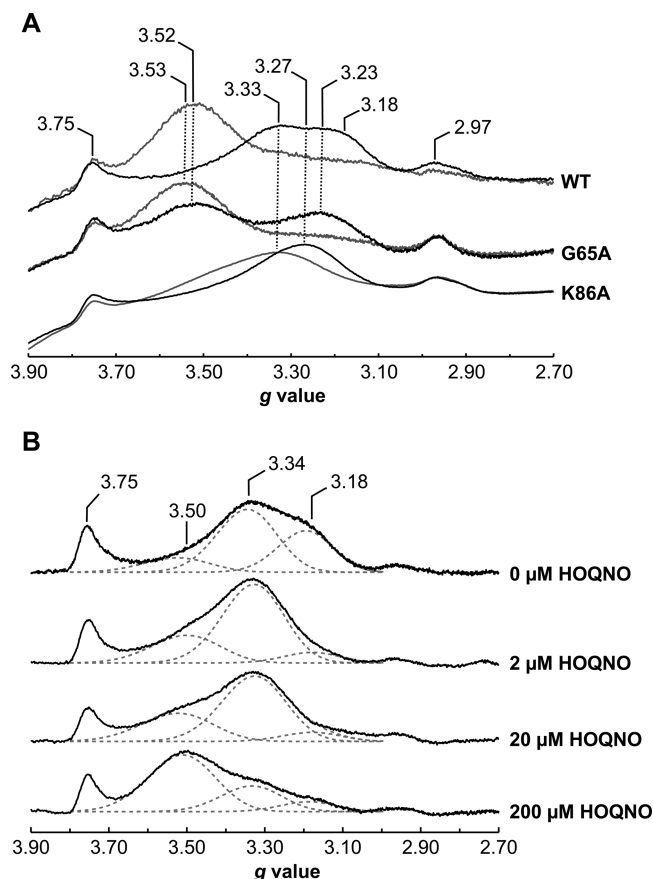 A
3.52
3.53
3.27
3.23
3.33
3.18
3.75
2.97
WT
G65A
K86A
3.90 3.70 3.50 3.30 3.10 2.90 2.70
g value
B
3.34
3.75
3.18
3.50
0 µM HOQNO
2 µM HOQNO
20 µM HOQNO
200 µM HOQNO
3.90 3.70 3.50 3.30 3.10 2.90 2.70
g value